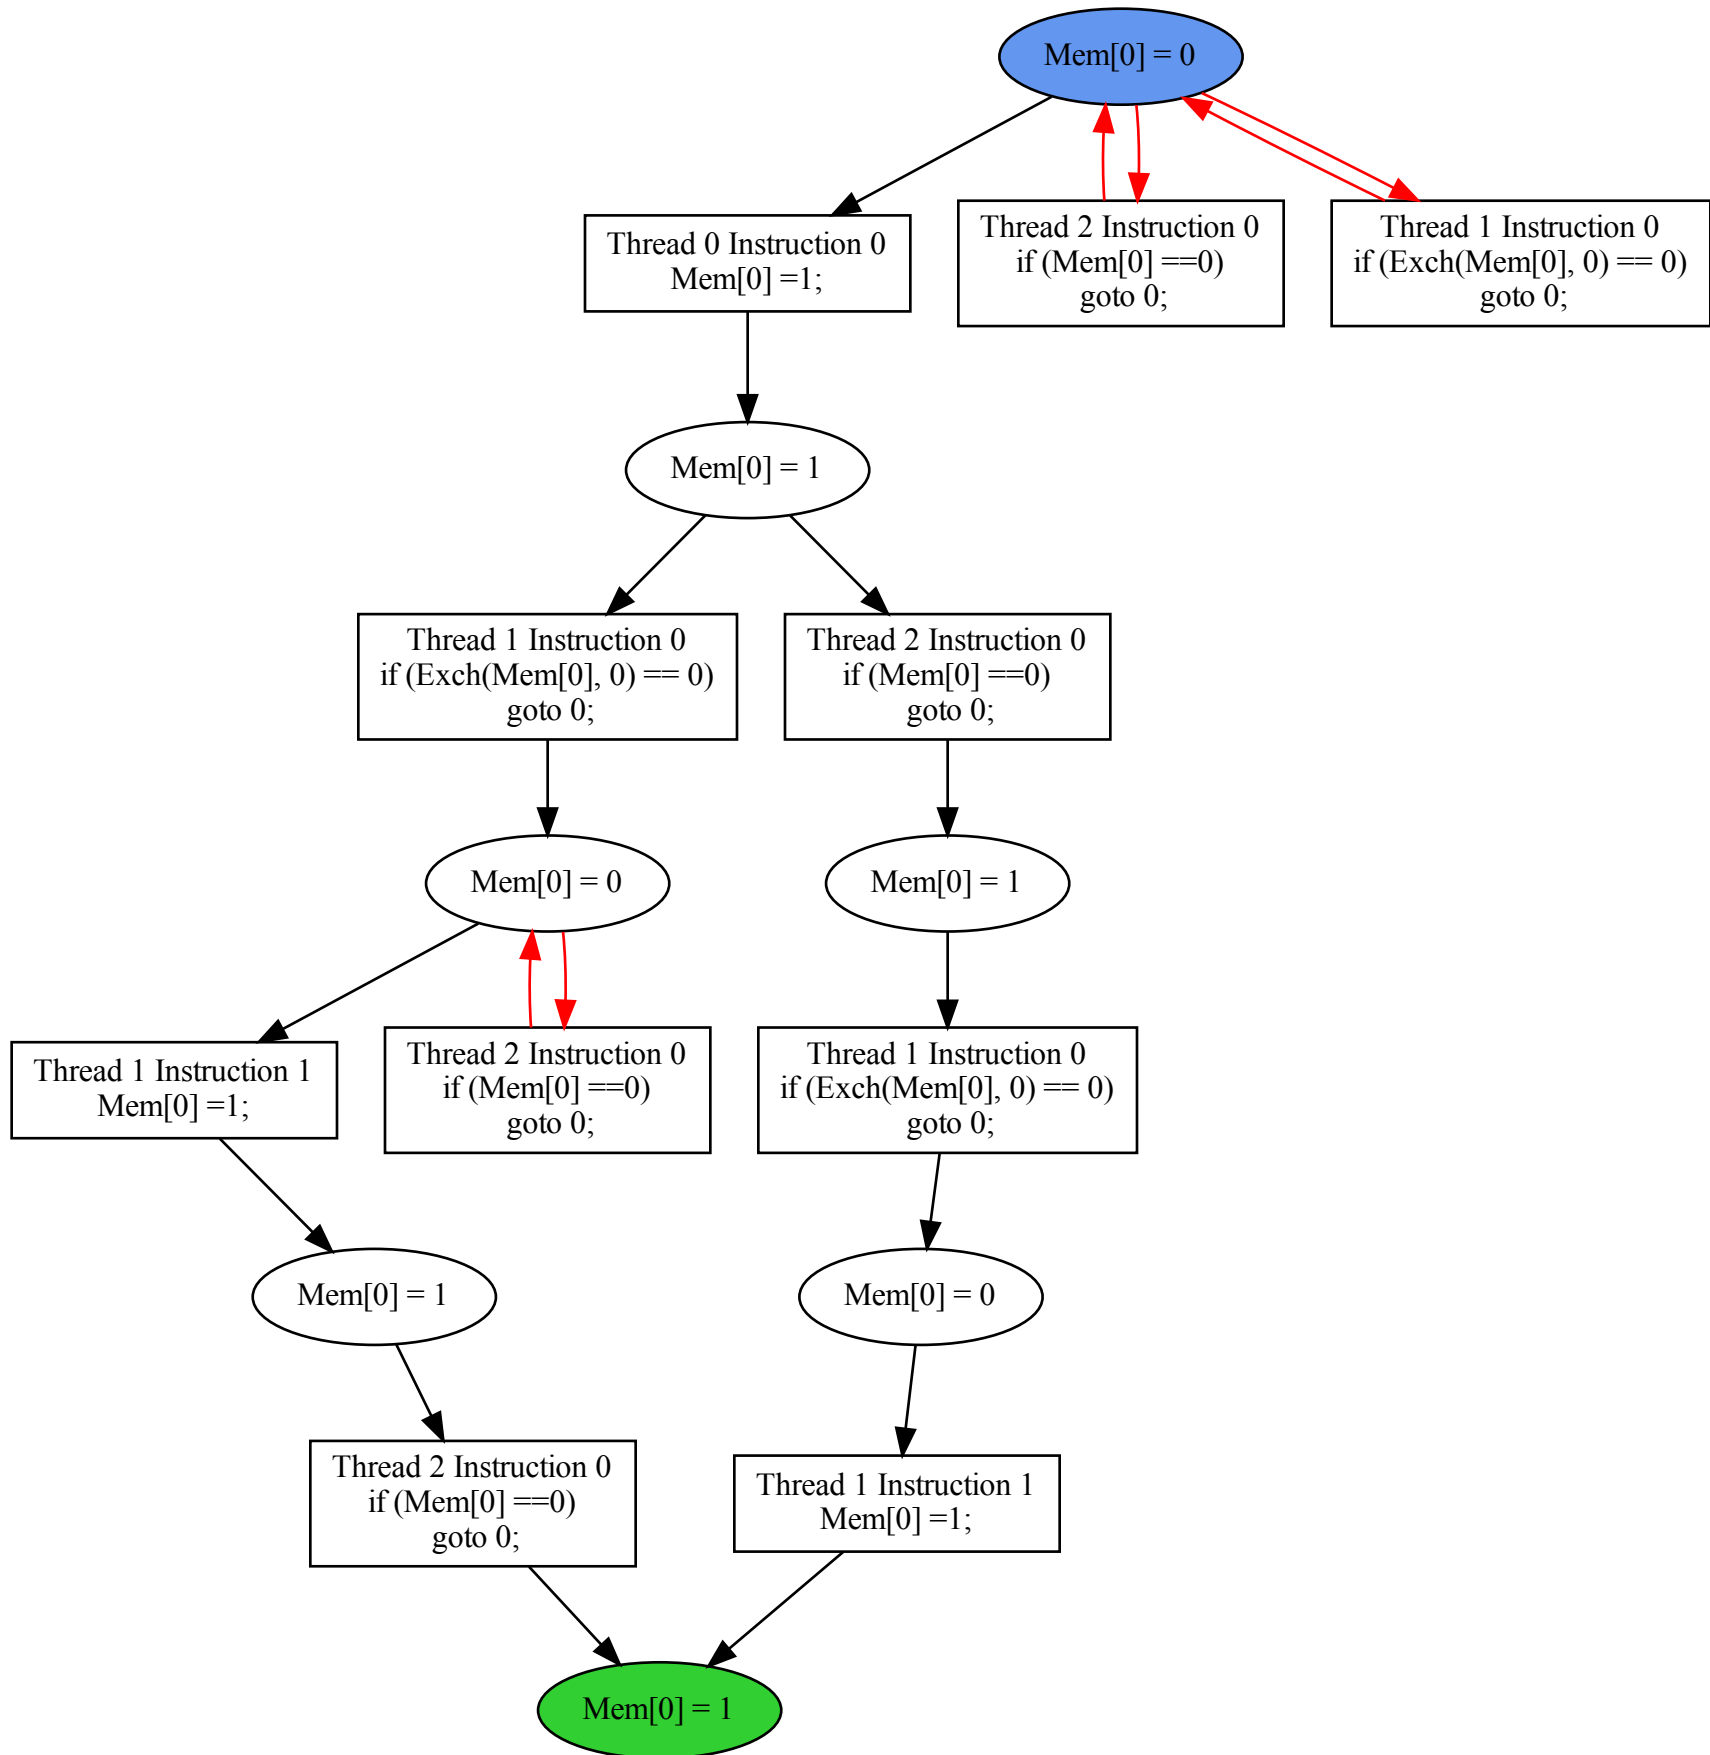 Mem[0] = 0
Thread 0 Instruction 0
Mem[0] =1;
Thread 2 Instruction 0
if (Mem[0] ==0)
goto 0;
Thread 1 Instruction 0
if (Exch(Mem[0], 0) == 0)
goto 0;
Mem[0] = 1
Thread 1 Instruction 0
if (Exch(Mem[0], 0) == 0)
goto 0;
Thread 2 Instruction 0
if (Mem[0] ==0)
goto 0;
Mem[0] = 0
Mem[0] = 1
Thread 1 Instruction 1
Mem[0] =1;
Thread 2 Instruction 0
if (Mem[0] ==0)
goto 0;
Thread 1 Instruction 0
if (Exch(Mem[0], 0) == 0)
goto 0;
Mem[0] = 1
Mem[0] = 0
Thread 2 Instruction 0
if (Mem[0] ==0)
goto 0;
Thread 1 Instruction 1
Mem[0] =1;
Mem[0] = 1